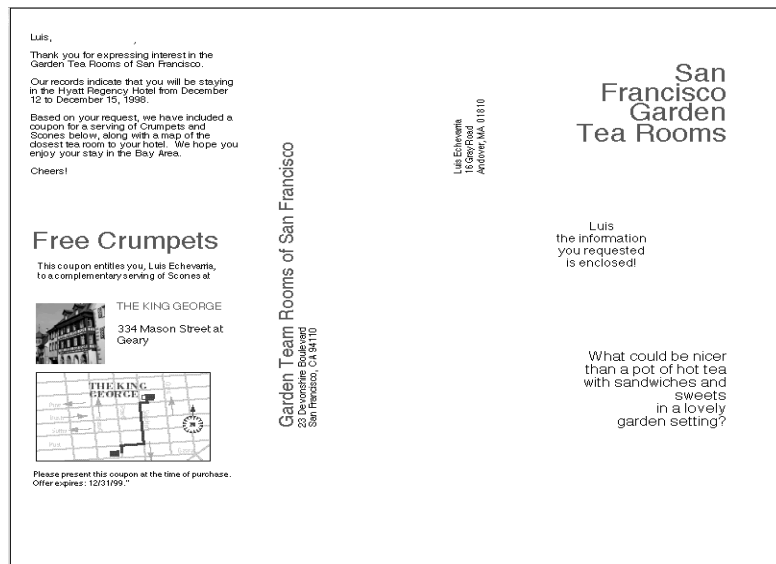 Luis,
Thank you for expressing interest in the
Garden Tea Rooms of San Francisco.
Our records indicate that you will be staying
in the Hyatt Regency Hotel from December
12 to December 15, 1998.
Based on your request, we have included a
coupon for a serving of Crumpets and
Scones below, along with a map of the
closest tea room to your hotel. We hope you
enjoy your stay in the Bay Area.
Cheers!
Free Crumpets
This coupon entitles you, Luis Echevarria,
to a complementary serving of Scones at
THE KING GEORGE
334 Mason Street at
Geary
THE KING
GEORGE
Please present this coupon at the time of purchase.
Offer expires: 12/31/99."
Garden Team Rooms of San Francisco
23 Devonshire Boulevard
San Francisco, CA 94110
Luis Echevarria
16 Gray Road
Andover, MA 01810
San
Francisco
Garden
Tea Rooms
Luis
the information
you requested
is enclosed!
What could be nicer
than a pot of hot tea
with sandwiches and
sweets
in a lovely
garden setting?